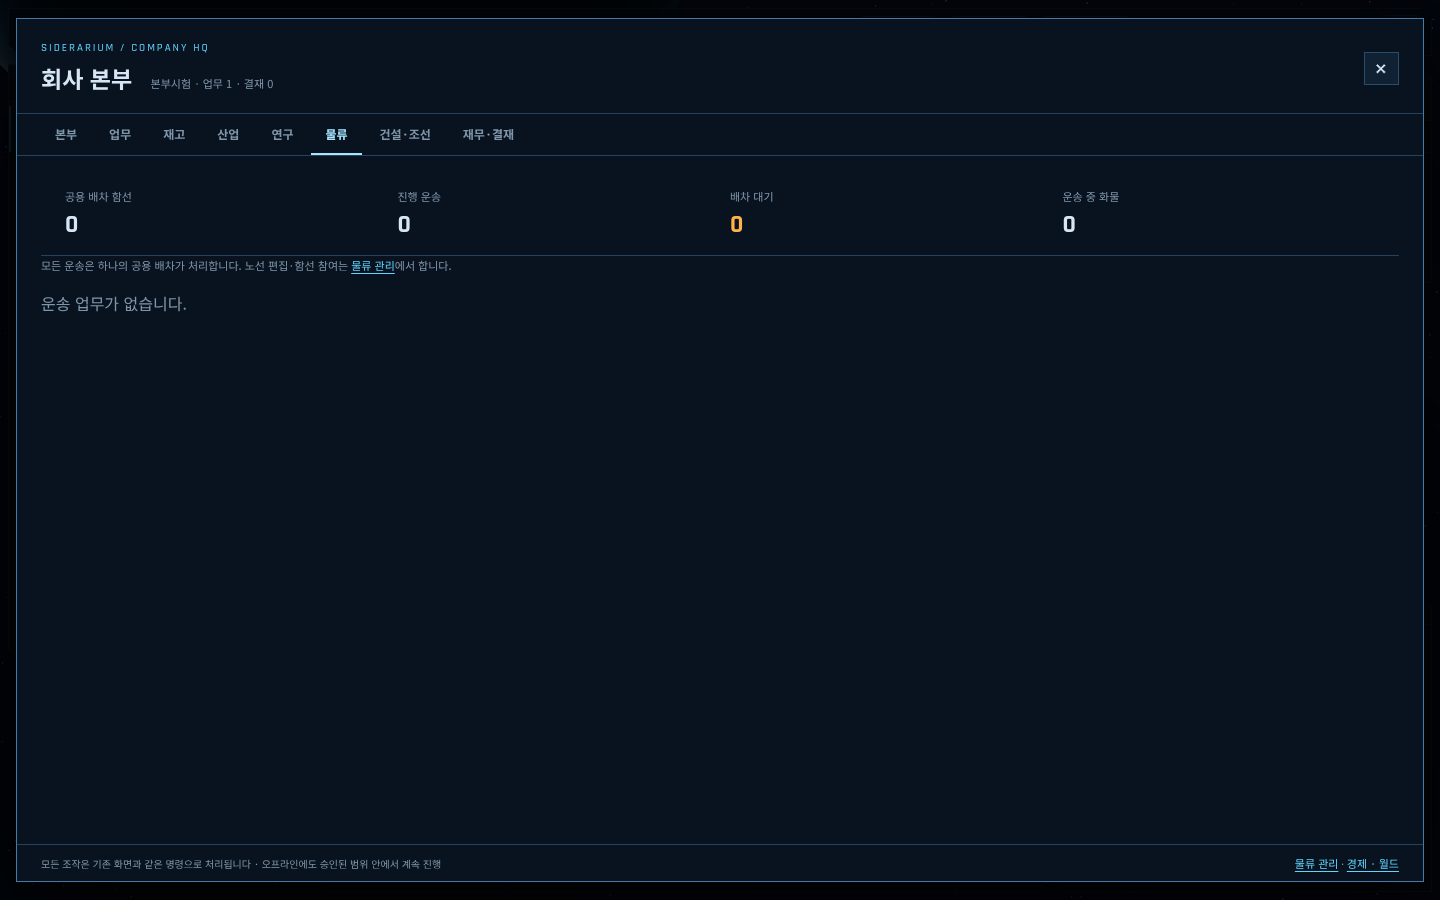 SIDERARIUM / COMPANY HQ
회사 본부 본부시험 · 업무 1 · 결재 0
×
본부 업무 재고 산업 연구 물류 건설·조선 재무·결재
공용 배차 함선 진행 운송 배차 대기 운송 중 화물
0 0 0 0
모든 운송은 하나의 공용 배차가 처리합니다. 노선 편집·함선 참여는 물류 관리에서 합니다.
운송 업무가 없습니다.
모든 조작은 기존 화면과 같은 명령으로 처리됩니다 · 오프라인에도 승인된 범위 안에서 계속 진행 물류 관리 · 경제 · 월드